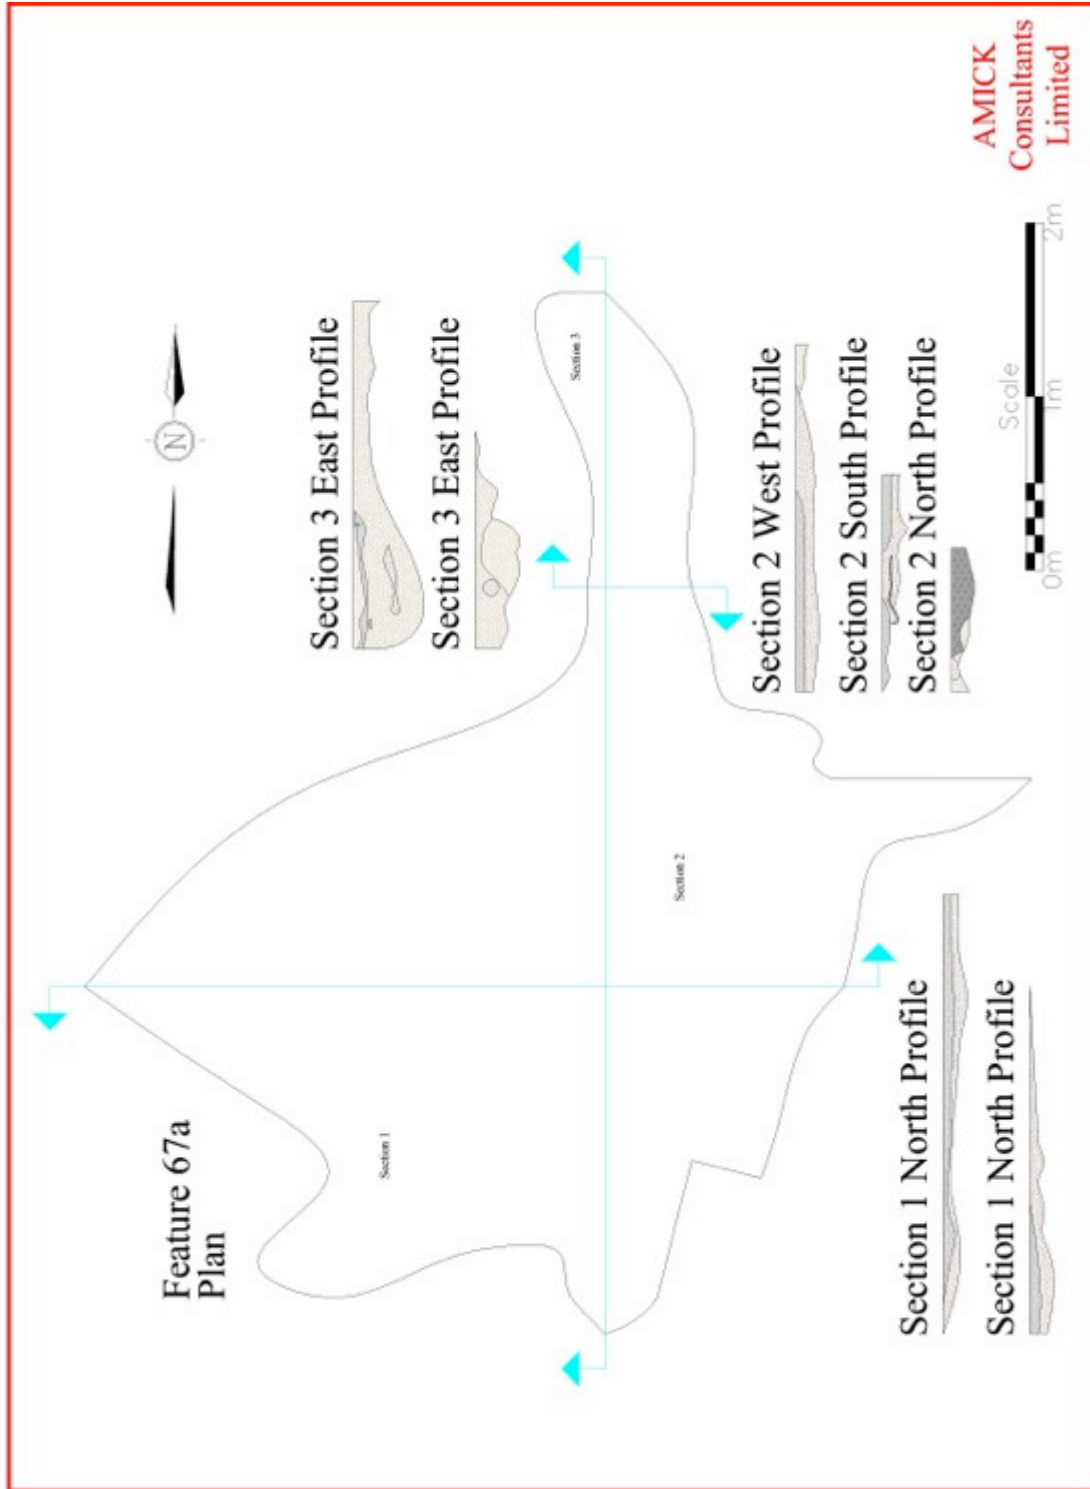 Feature 67a
Plan
N
Section 3 East Profile
Section 3 East Profile
Section 1
Section 2
Section 3
Section 2 West Profile
Section 2 South Profile
Section 2 North Profile
Section 1 North Profile
Section 1 North Profile
Scale
0m 1m 2m
AMICK
Consultants
Limited